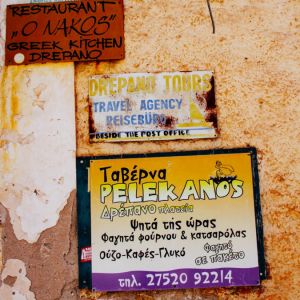 RESTAURANT
„O NAKOS"
GREEK KITCHEN
DREPANO
DREPANO TOURS
TRAVEL AGENCY
REISEBÜRO
BESIDE THE POST OFFICE
Ταβέρνα
PELEKANOS
Δρέπανο πλατεία
Ψητά της ώρας
Φαγητά φούρνου & κατσαρόλας
Ούζο-Καφές-Γλυκό
Φαγητό
σε πακέτο
τηλ. 27520 92214